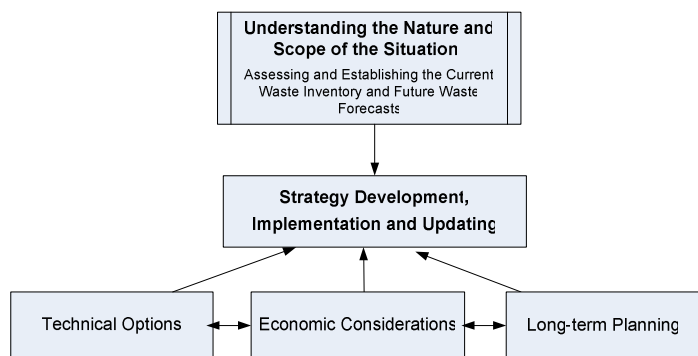 Understanding the Nature and
Scope of the Situation
Assessing and Establishing the Current
Waste Inventory and Future Waste
Forecasts
Strategy Development,
Implementation and Updating
Technical Options
Economic Considerations
Long-term Planning